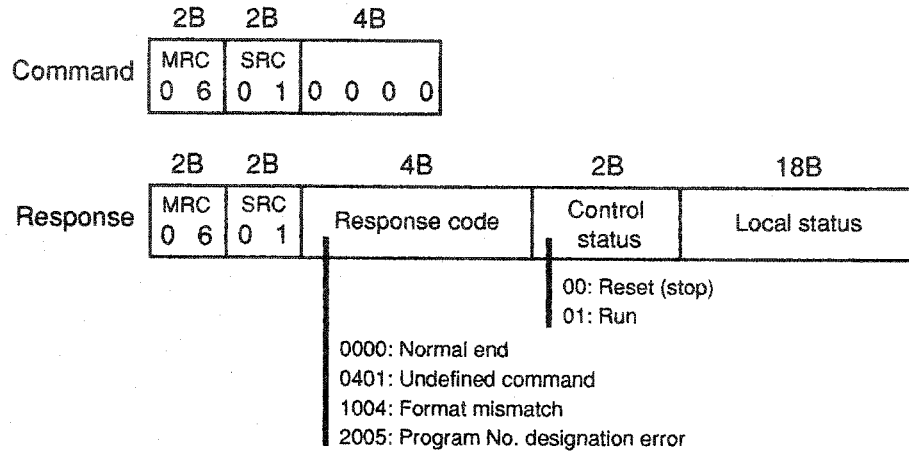 2B 2B 4B
Command MRC SRC
0 6 0 1 0 0 0 0
2B 2B 4B 2B 18B
Response MRC SRC Response code Control status Local status
0 6 0 1
00: Reset (stop)
01: Run
0000: Normal end
0401: Undefined command
1004: Format mismatch
2005: Program No. designation error